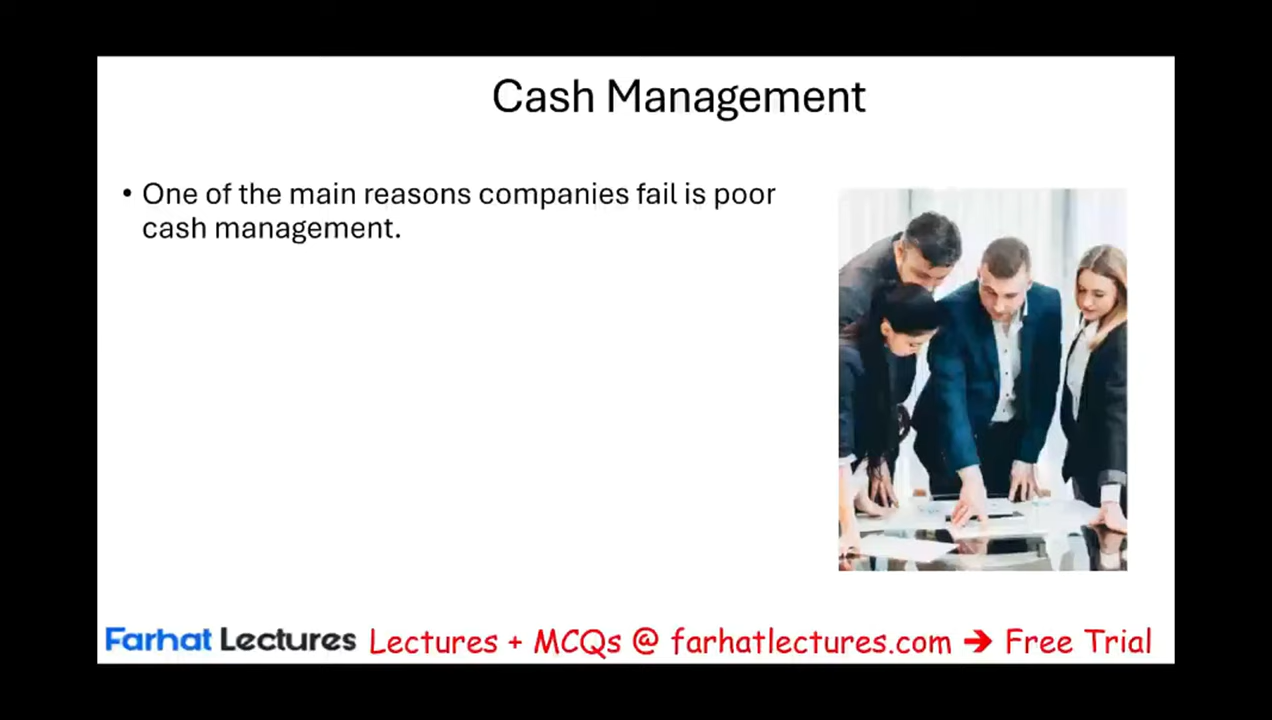 Cash Management
• One of the main reasons companies fail is poor
cash management.
Farhat Lectures Lectures + MCQs @ farhatlectures.com ➔ Free Trial